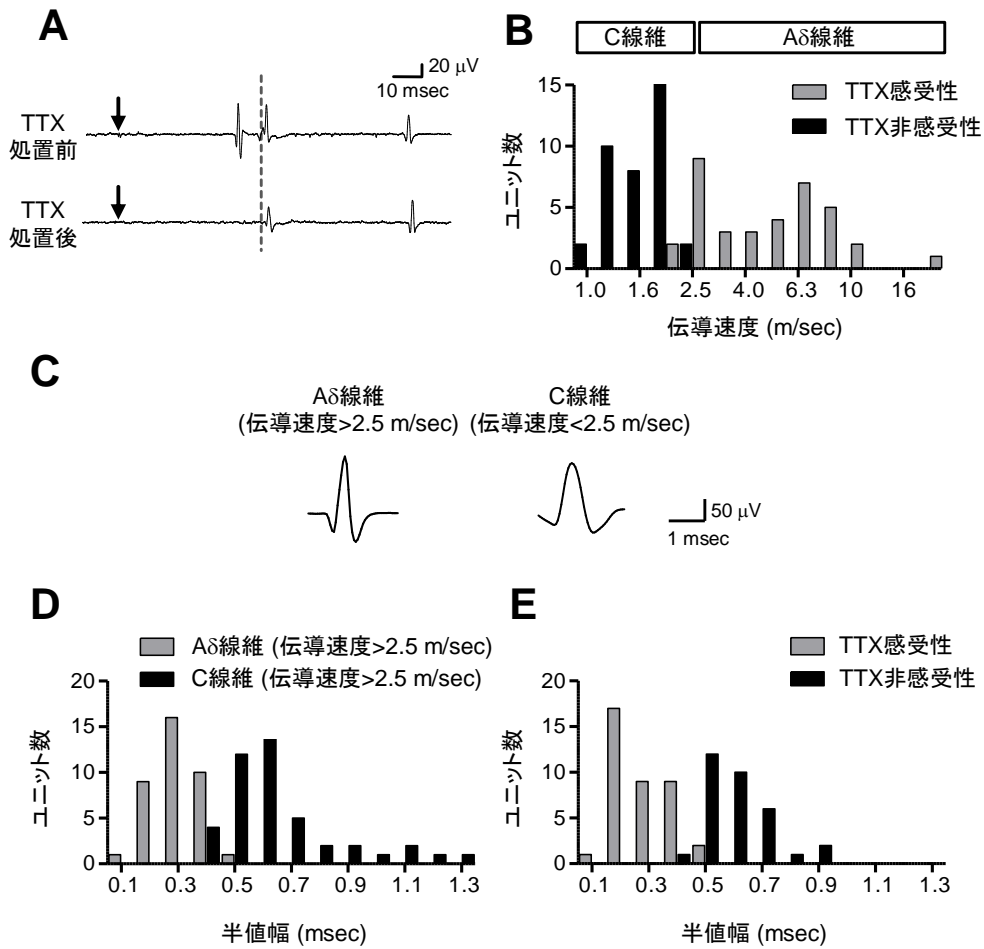 A
20 μV
10 msec
TTX
処置前
TTX
処置後
B
C線維
Aδ線維
TTX感受性
TTX非感受性
ユニット数
15
10
5
0
1.0 1.6 2.5 4.0 6.3 10 16
伝導速度 (m/sec)
C
Aδ線維
(伝導速度>2.5 m/sec)
C線維
(伝導速度<2.5 m/sec)
50 μV
1 msec
D
Aδ線維 (伝導速度>2.5 m/sec)
C線維 (伝導速度>2.5 m/sec)
ユニット数
20
15
10
5
0
0.1 0.3 0.5 0.7 0.9 1.1 1.3
半値幅 (msec)
E
TTX感受性
TTX非感受性
ユニット数
20
15
10
5
0
0.1 0.3 0.5 0.7 0.9 1.1 1.3
半値幅 (msec)